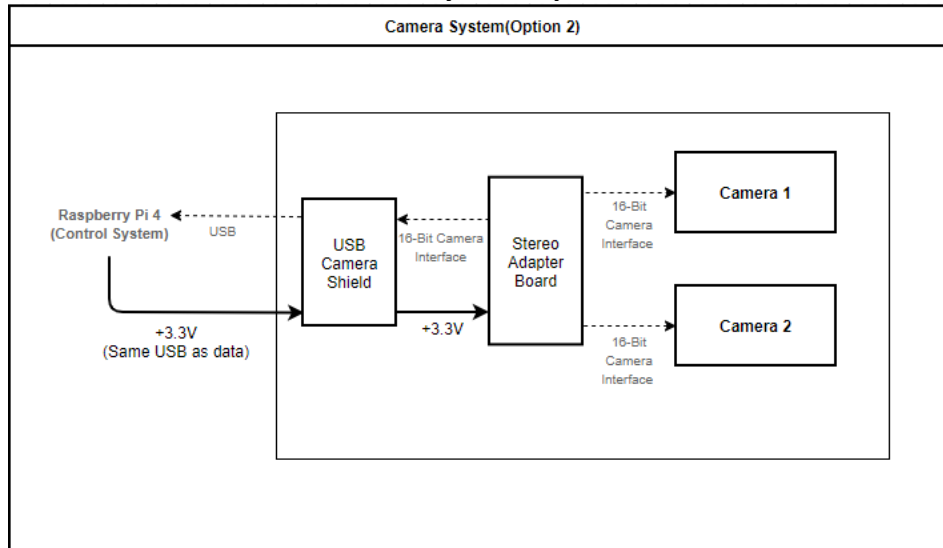 Camera System(Option 2)
Raspberry Pi 4
(Control System)
USB
+3.3V
(Same USB as data)
USB
Camera
Shield
16-Bit Camera
Interface
+3.3V
Stereo
Adapter
Board
16-Bit
Camera
Interface
Camera 1
16-Bit
Camera
Interface
Camera 2